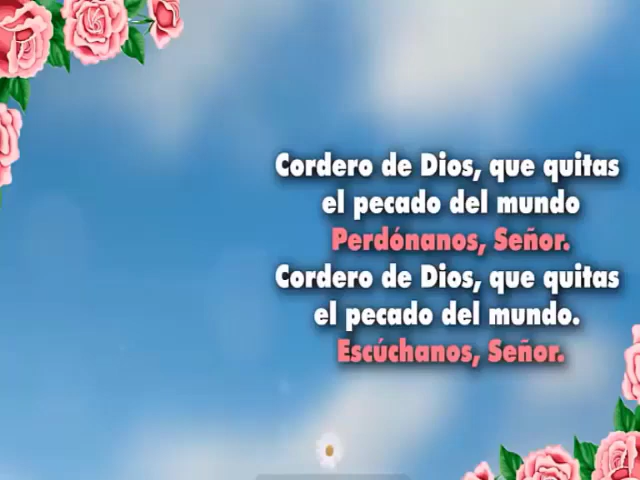 Cordero de Dios, que quitas
el pecado del mundo
Perdónanos, Señor.
Cordero de Dios, que quitas
el pecado del mundo.
Escúchanos, Señor.